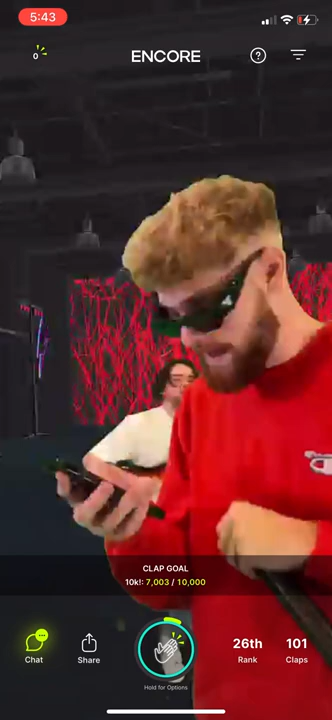 5:43
0
ENCORE
CLAP GOAL
10k!: 7,003 / 10,000
Chat
Share
Hold for Options
26th
Rank
101
Claps